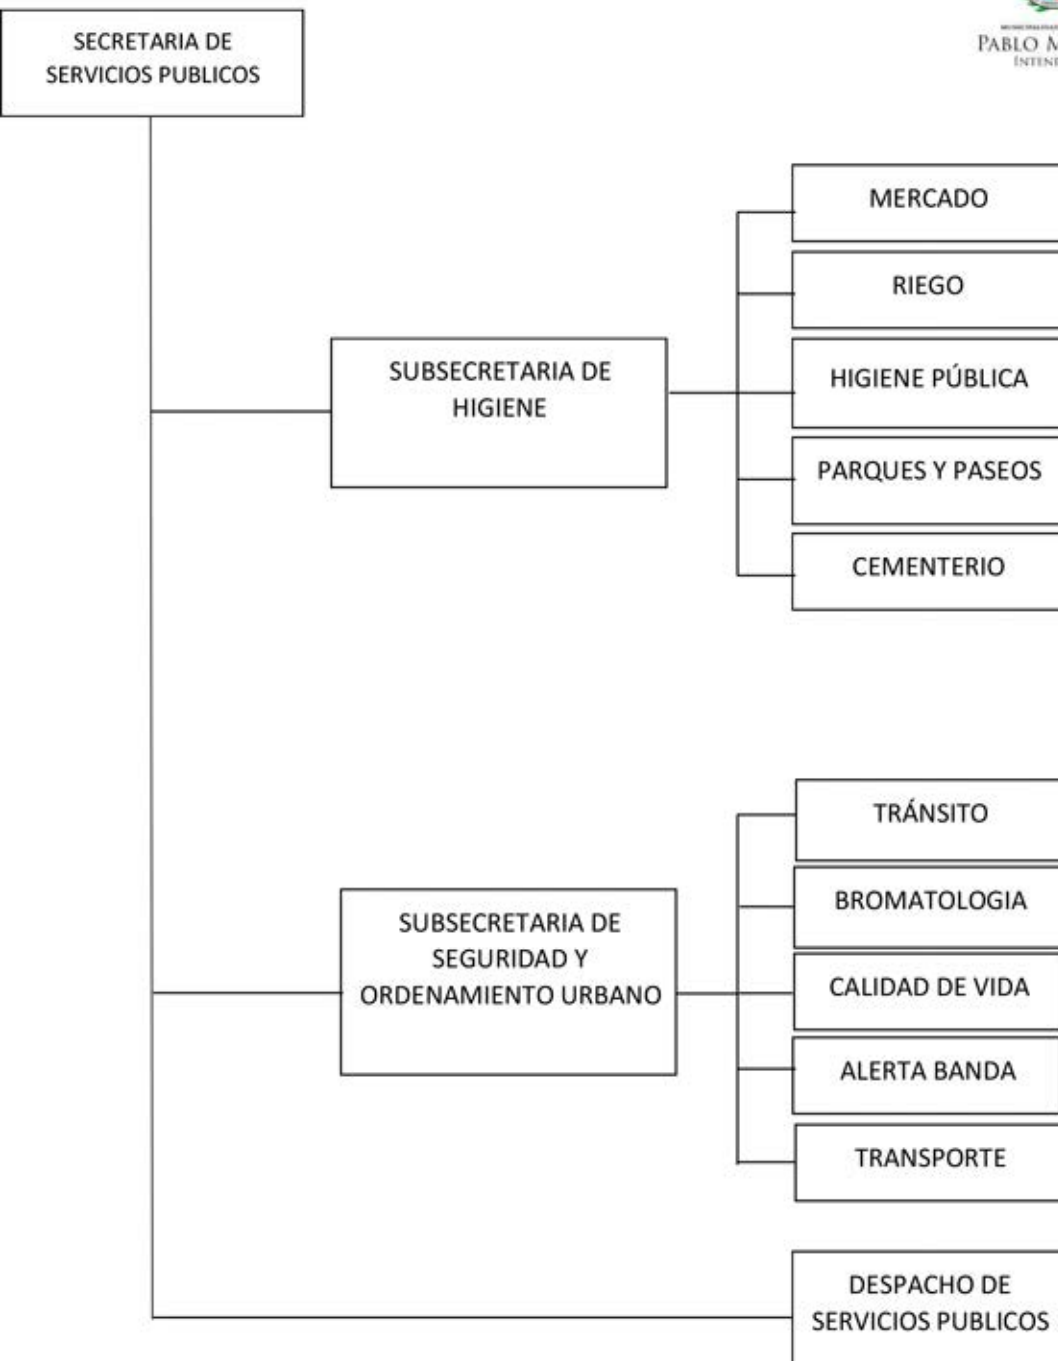 SECRETARIA DE
SERVICIOS PUBLICOS
PABLO
MERCADO
RIEGO
SUBSECRETARIA DE
HIGIENE
HIGIENE PÚBLICA
PARQUES Y PASEOS
CEMENTERIO
TRÁNSITO
BROMATOLOGIA
SUBSECRETARIA DE
SEGURIDAD Y
ORDENAMIENTO URBANO
CALIDAD DE VIDA
ALERTA BANDA
TRANSPORTE
DESPACHO DE
SERVICIOS PUBLICOS